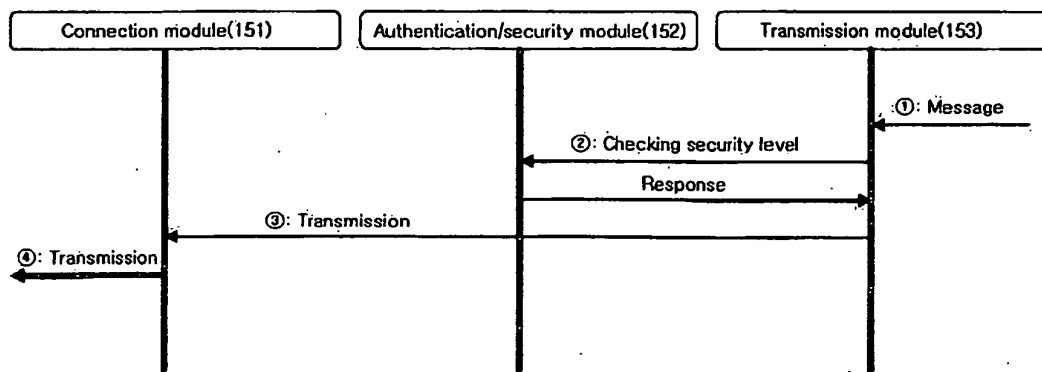 Connection module(151) Authentication/security module(152) Transmission module(153)
①: Message
②: Checking security level
Response
③: Transmission
④: Transmission